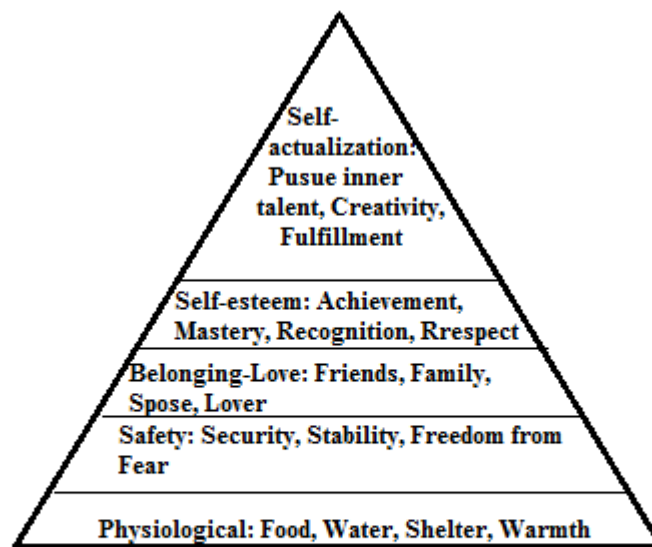 Self-
actualization:
Pusue inner
talent, Creativity,
Fulfillment
Self-esteem: Achievement,
Mastery, Recognition, Rrespect
Belonging-Love: Friends, Family,
Spose, Lover
Safety: Security, Stability, Freedom from
Fear
Physiological: Food, Water, Shelter, Warmth